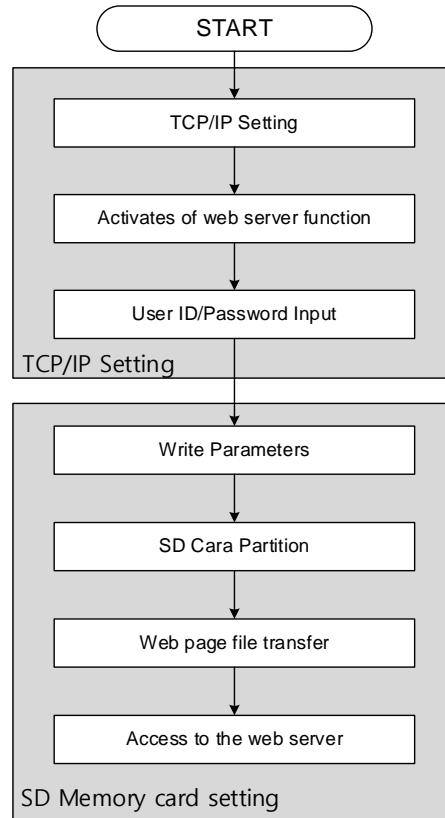 START
TCP/IP Setting
Activates of web server function
User ID/Password Input
TCP/IP Setting
Write Parameters
SD Cara Partition
Web page file transfer
Access to the web server
SD Memory card setting